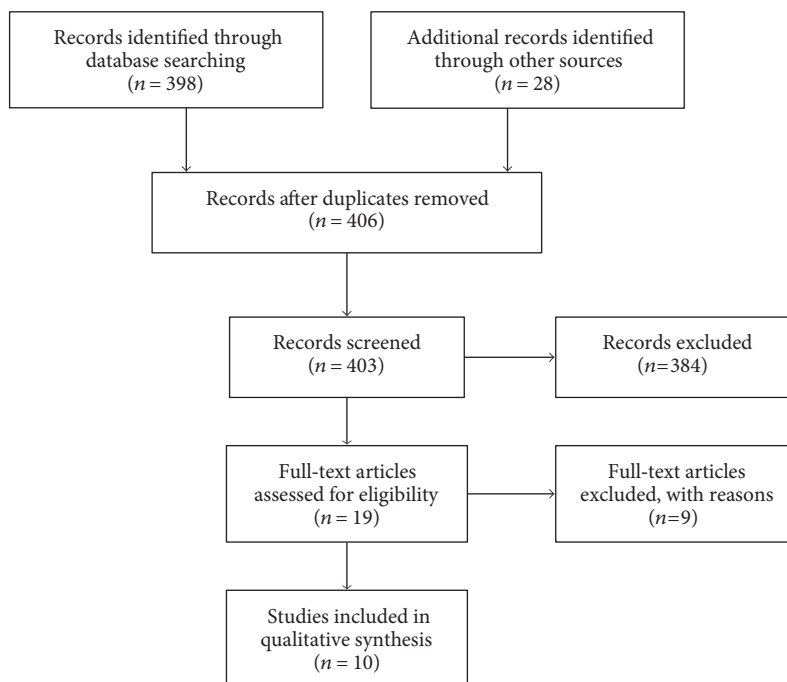 Records identified through
database searching
(n = 398)
Additional records identified
through other sources
(n = 28)
Records after duplicates removed
(n = 406)
Records screened
(n = 403)
Records excluded
(n=384)
Full-text articles
assessed for eligibility
(n = 19)
Full-text articles
excluded, with reasons
(n=9)
Studies included in
qualitative synthesis
(n = 10)